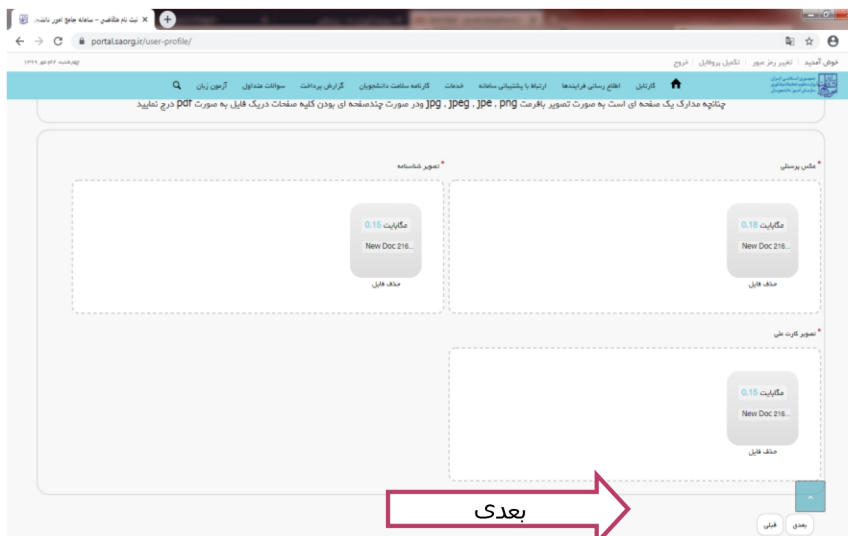 ثبت نام متقاضی – سامانه جامع امور دانشجـ
portal.saorg.ir/user-profile/
خوش آمدید | تغییر رمز عبور | تکمیل پروفایل | خروج
کارتابل اطلاع رسانی فرایندها ارتباط با پشتیبانی سامانه خدمات کارنامه سلامت دانشجویان گزارش پرداخت سوالات متداول آزمون زبان
چنانچه مدارک یک صفحه ای است به صورت تصویر بافرمت jpg , jpeg , jpe , png ودر صورت چندصفحه ای بودن کلیه صفحات دریک فایل به صورت pdf درج نمایید
* عکس پرسنلی
* تصویر شناسنامه
0.18 مگابایت
New Doc 216...
حذف فایل
0.15 مگابایت
New Doc 216...
حذف فایل
* تصویر کارت ملی
0.15 مگابایت
New Doc 216...
حذف فایل
بعدی
بعدی
قبلی